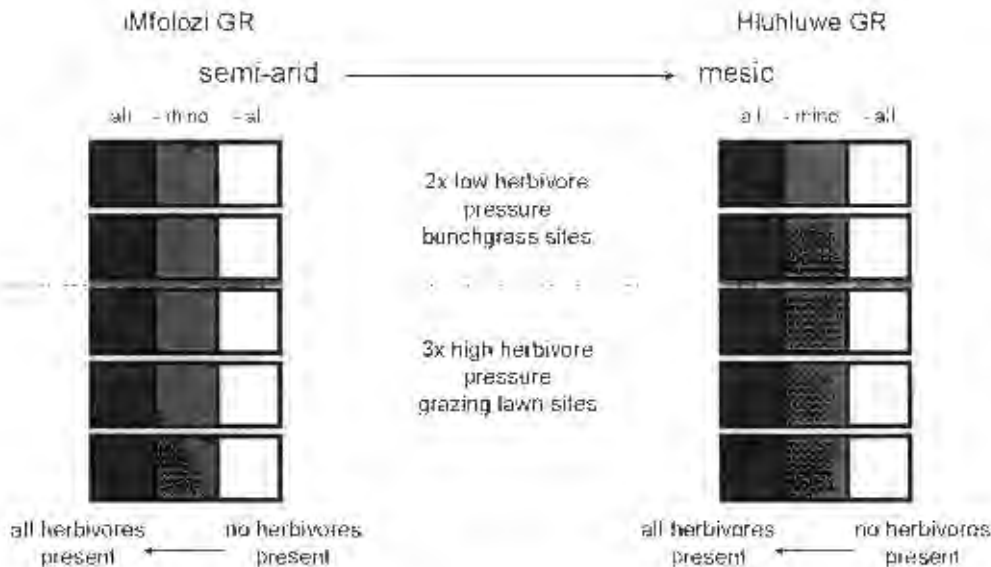 iMfolozi GR
Hluhluwe GR
semi-arid
mesic
all - rhino - al
all - rhino - all
2x low herbivore
pressure
bunchgrass sites
3x high herbivore
pressure
grazing lawn sites
all herbivores
present
no herbivores
present
all herbivores
present
no herbivores
present